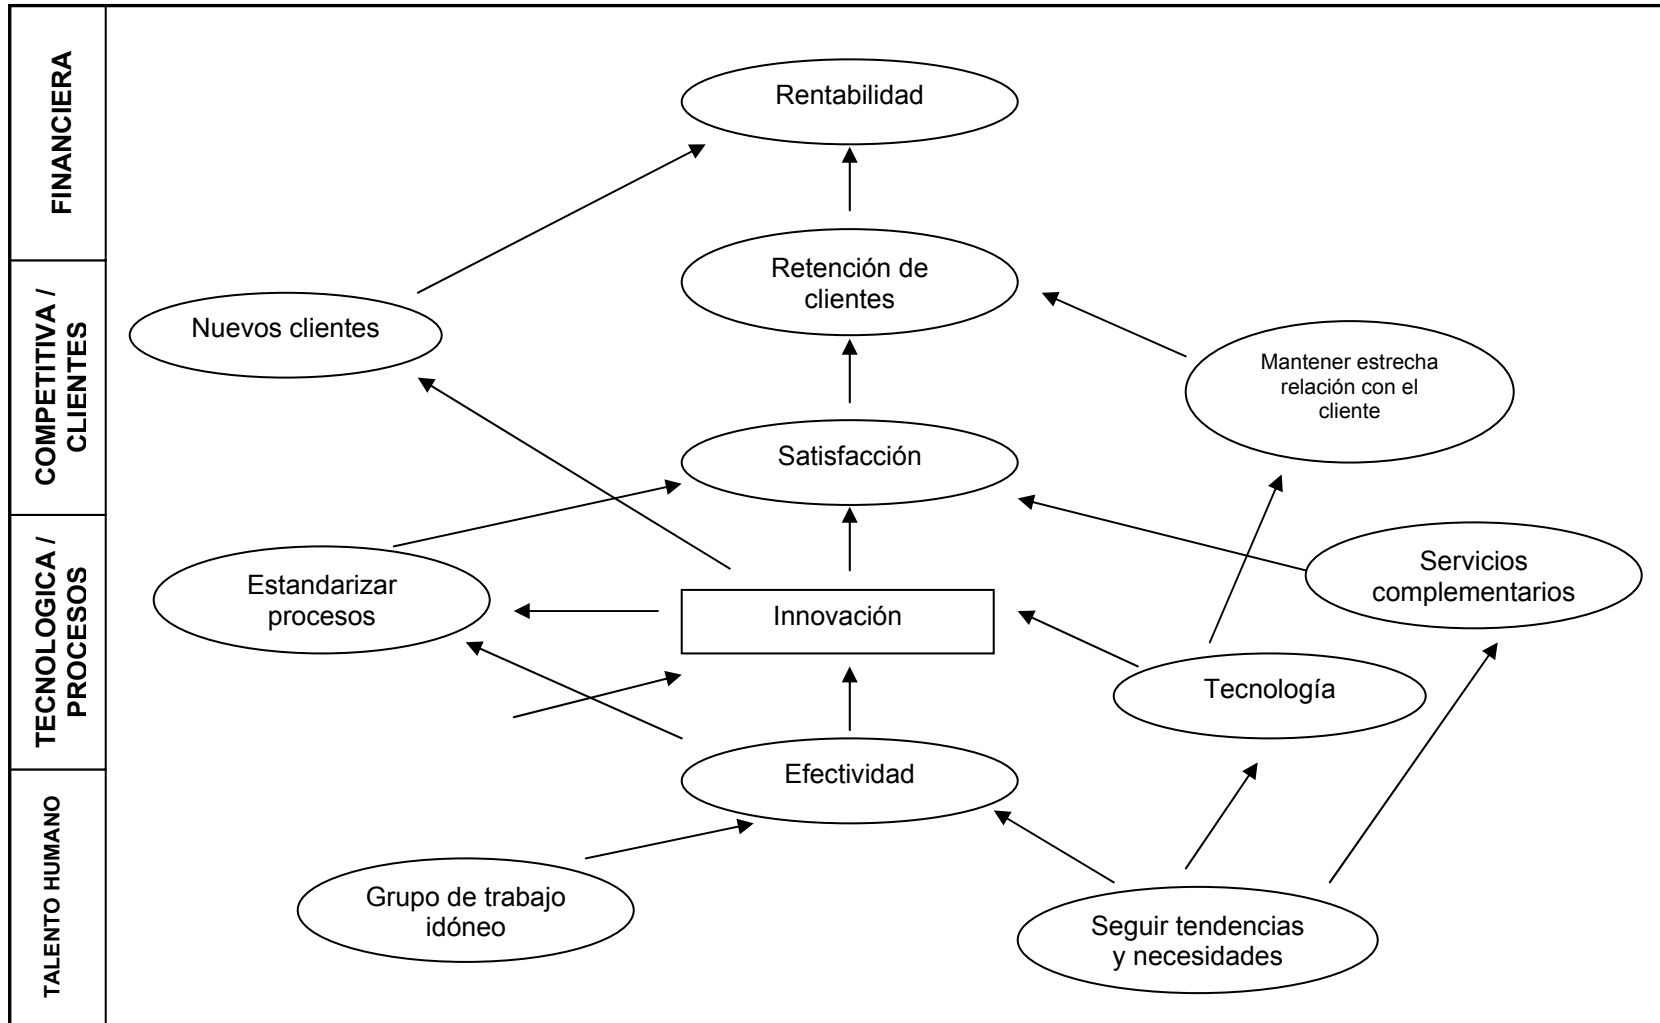 FINANCIERA
Rentabilidad
COMPETITIVA /
CLIENTES
Retención de
clientes
Nuevos clientes
Mantener estrecha
relación con el
cliente
Satisfacción
TECNOLOGICA /
PROCESOS
Estandarizar
procesos
Innovación
Servicios
complementarios
Tecnología
Efectividad
TALENTO HUMANO
Grupo de trabajo
idóneo
Seguir tendencias
y necesidades